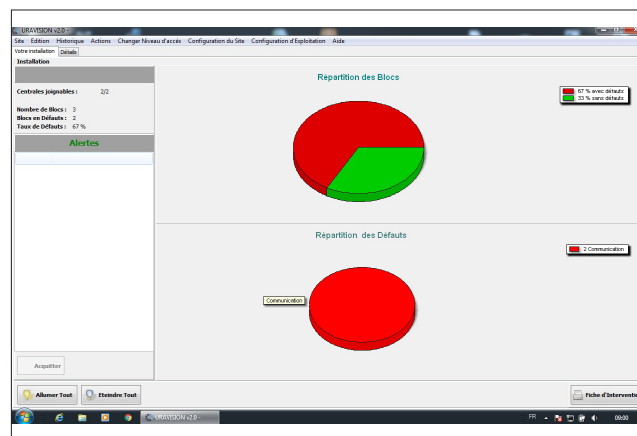 URAVISION v2.0 -
Site Edition Historique Actions Changer Niveau d'accés Configuration du Site Configuration d'Exploitation Aide
Votre installation Détails
Installation
Centrales joignables : 2/2
Nombre de Blocs : 3
Blocs en Défauts : 2
Taux de Défauts : 67 %
Alertes
Acquitter
Répartition des Blocs
67 % avec défauts
33 % sans défauts
Répartition des Défauts
2 Communication
Communication
Allumer Tout Eteindre Tout Fiche d'Interventi
URAVISION v2.0 - FR 09:00